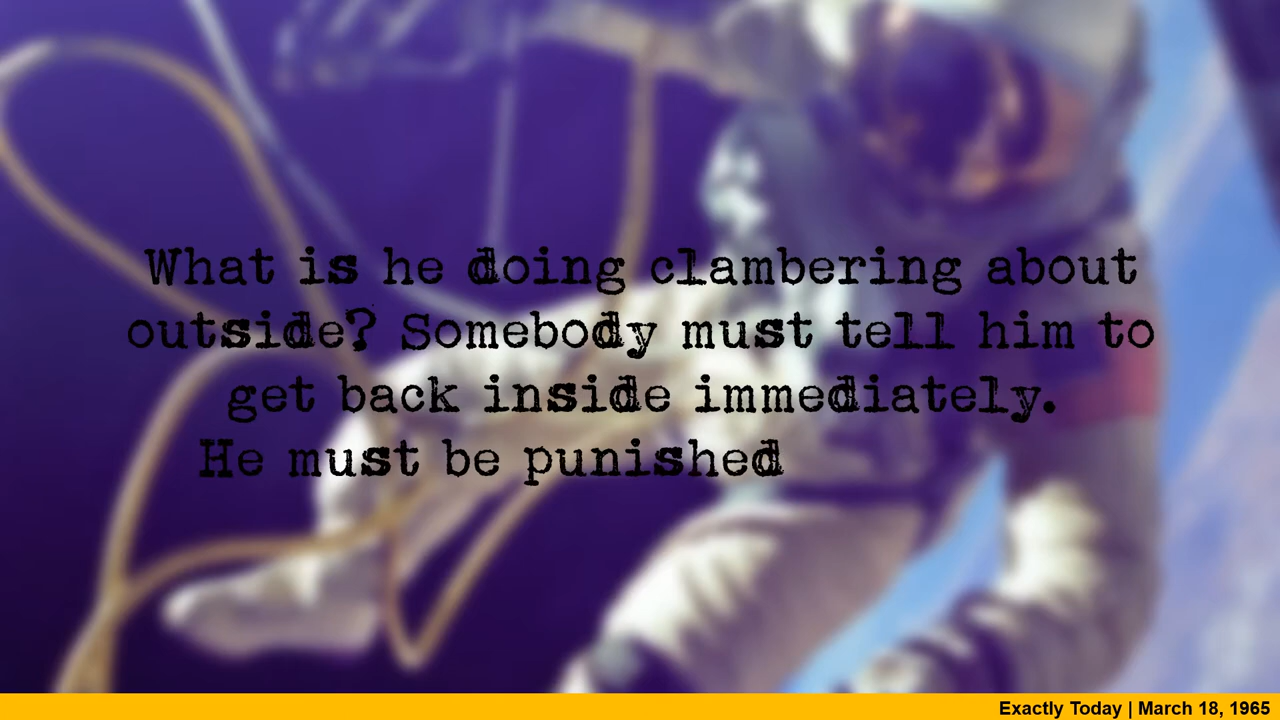 What is he doing clambering about
outside? Somebody must tell him to
get back inside immediately.
He must be punished
Exactly Today | March 18, 1965